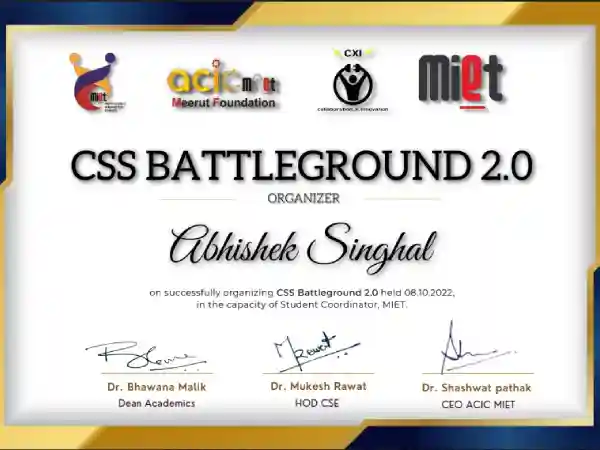 miet
acic miet
Meerut Foundation
CXI
miet
CSS BATTLEGROUND 2.0
ORGANIZER
Abhishek Singhal
on successfully organizing CSS Battleground 2.0 held 08.10.2022,
in the capacity of Student Coordinator, MIET.
Dr. Bhawana Malik
Dr. Mukesh Rawat
Dr. Shashwat pathak
Dean Academics
HOD CSE
CEO ACIC MIET